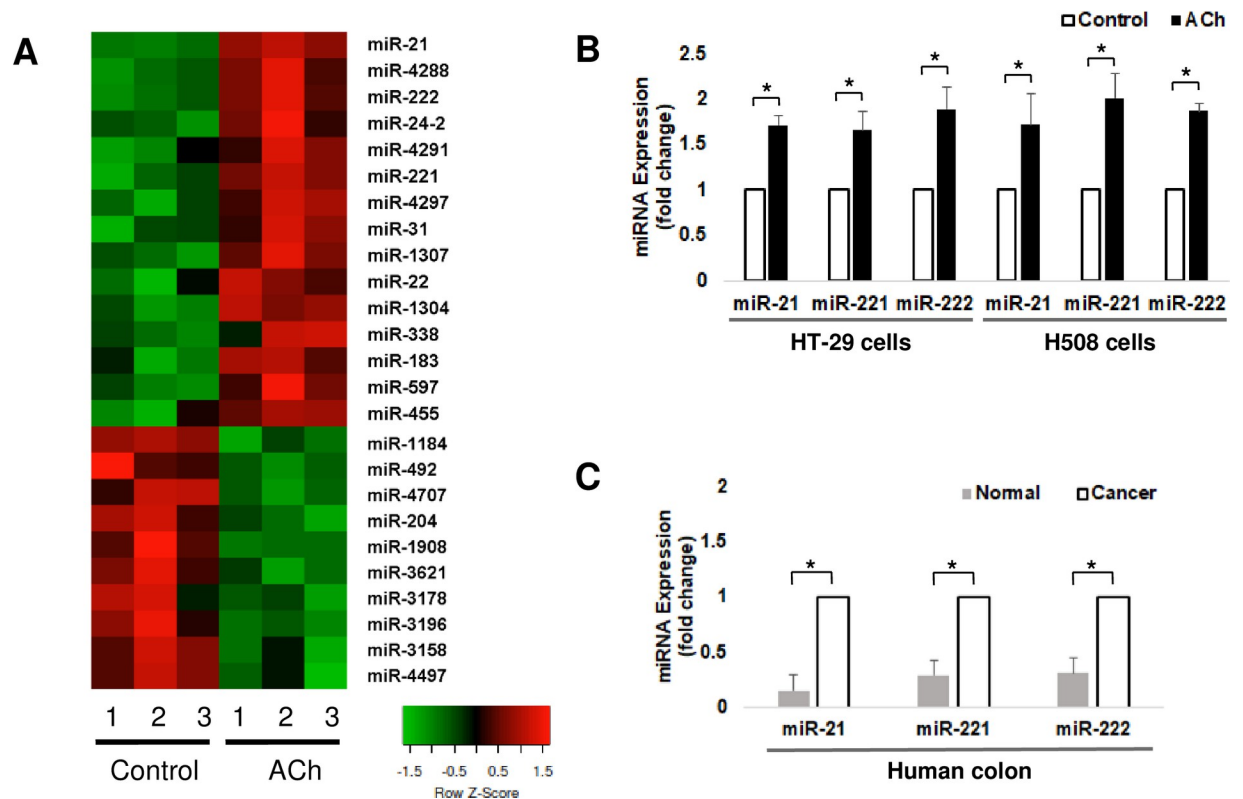 A
miR-21
miR-4288
miR-222
miR-24-2
miR-4291
miR-221
miR-4297
miR-31
miR-1307
miR-22
miR-1304
miR-338
miR-183
miR-597
miR-455
miR-1184
miR-492
miR-4707
miR-204
miR-1908
miR-3621
miR-3178
miR-3196
miR-3158
miR-4497
1 2 3 1 2 3
Control ACh
-1.5 -0.5 0.5 1.5
Row Z-Score
B
Control ACh
miRNA Expression
(fold change)
2.5
2
1.5
1
0.5
0
* * * * * *
miR-21 miR-221 miR-222 miR-21 miR-221 miR-222
HT-29 cells H508 cells
C
Normal Cancer
miRNA Expression
(fold change)
2
1.5
1
0.5
0
* * *
miR-21 miR-221 miR-222
Human colon